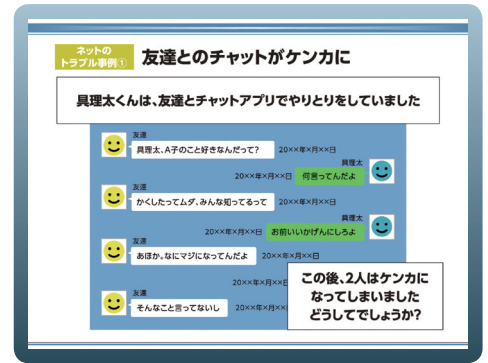 ネットの
トラブル事例①
友達とのチャットがケンカに
具理太くんは、友達とチャットアプリでやりとりをしていました
友達
具理太、A子のこと好きなんだって?
20××年×月××日
具理太
20××年×月××日
何言ってんだよ
友達
かくしたってムダ、みんな知ってるって
20××年×月××日
具理太
20××年×月××日
お前いいかげんにしろよ
友達
あほか。なにマジになってんだよ
20××年×月××日
20××年×月××日
友達
そんなこと言ってないし
20××年×月××
この後、2人はケンカに
なってしまいました
どうしてでしょうか?